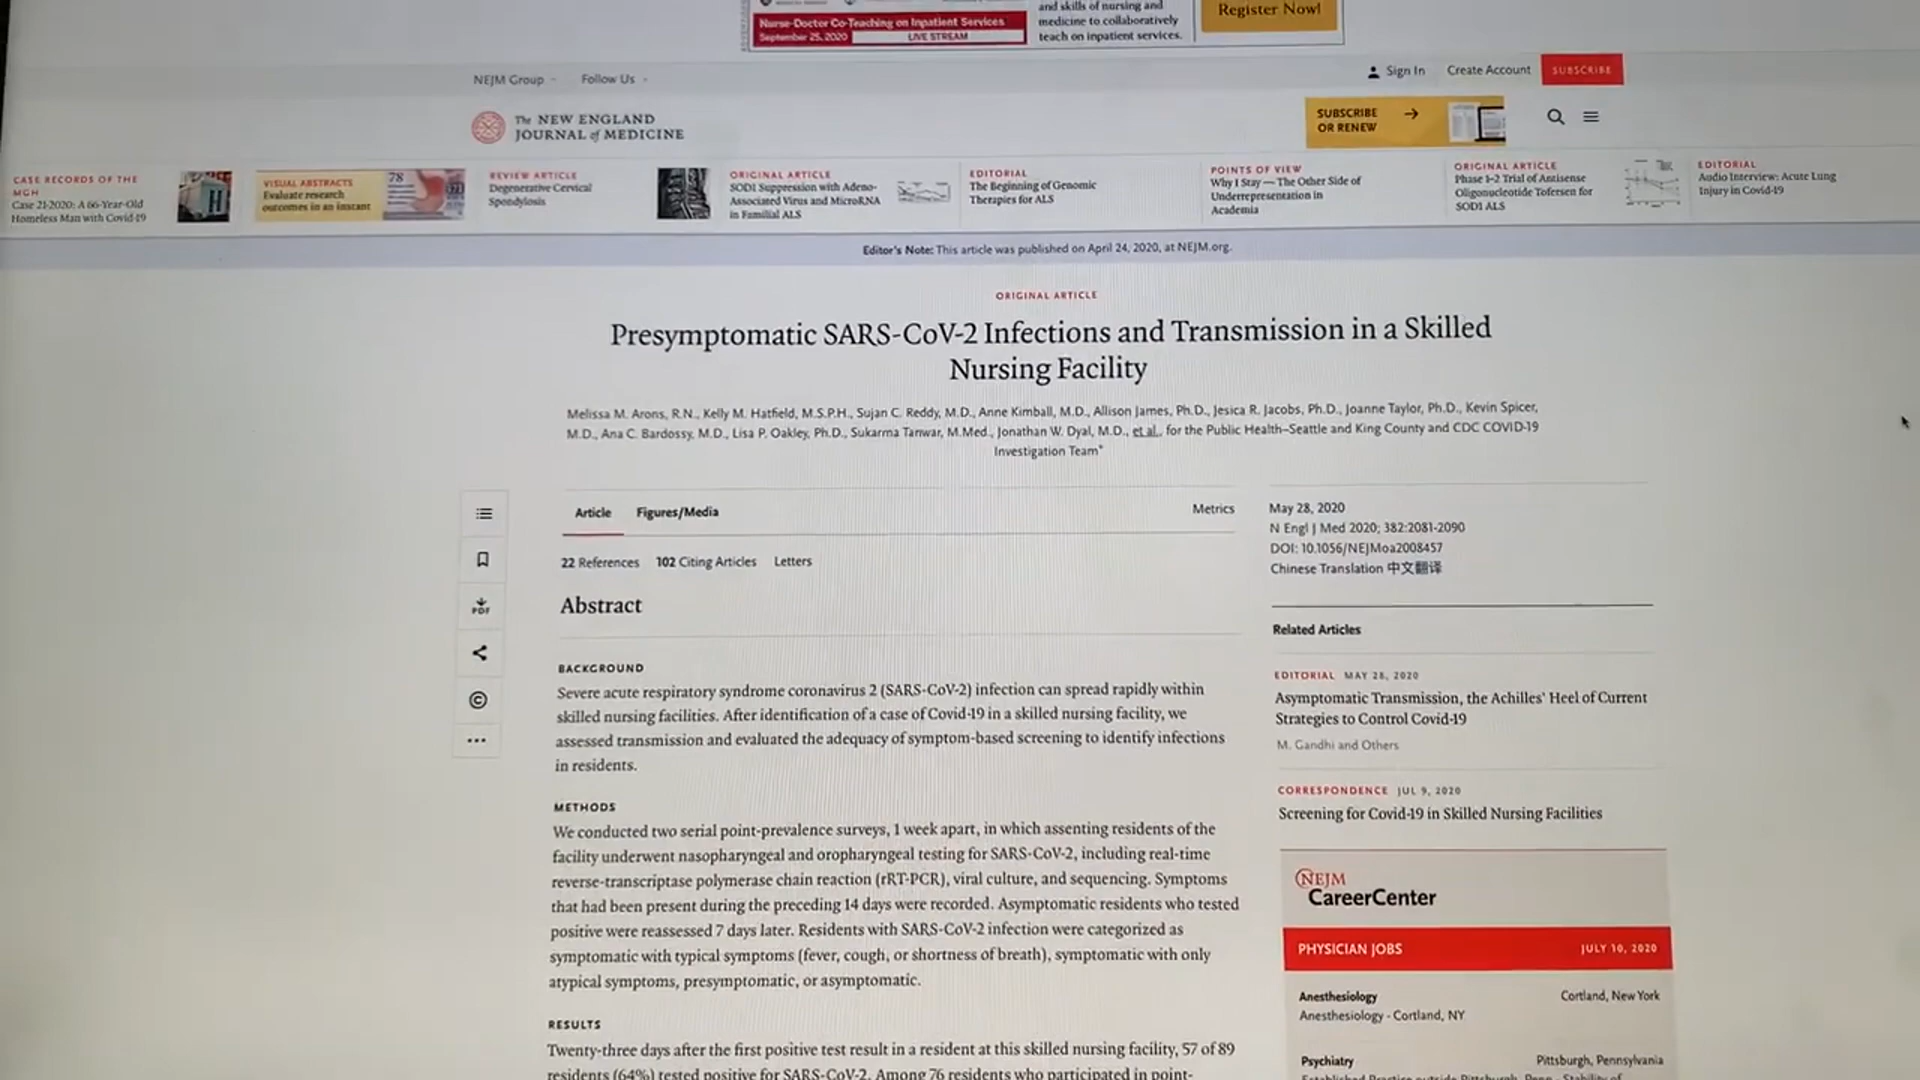 and skills of nursing and
Nurse-Doctor Co-Teaching on Inpatient Services
medicine to collaboratively
Register Now!
September 25, 2020
LIVE STREAM
teach on inpatient services.
NEJM Group
Follow Us
Sign In
Create Account
SUBSCRIBE
The NEW ENGLAND
JOURNAL of MEDICINE
SUBSCRIBE
OR RENEW
CASE RECORDS OF THE
MGH
Case 21-2020: A 66-Year-Old
Homeless Man with Covid-19
VISUAL ABSTRACTS
Evaluate research
outcomes in an instant
78
REVIEW ARTICLE
Degenerative Cervical
Spondylosis
ORIGINAL ARTICLE
SOD1 Suppression with Adeno-
Associated Virus and MicroRNA
in Familial ALS
EDITORIAL
The Beginning of Genomic
Therapies for ALS
POINTS OF VIEW
Why I Stay — The Other Side of
Underrepresentation in
Academia
ORIGINAL ARTICLE
Phase 1–2 Trial of Antisense
Oligonucleotide Tofersen for
SOD1 ALS
EDITORIAL
Audio Interview: Acute Lung
Injury in Covid-19
Editor's Note: This article was published on April 24, 2020, at NEJM.org.
ORIGINAL ARTICLE
Presymptomatic SARS-CoV-2 Infections and Transmission in a Skilled
Nursing Facility
Melissa M. Arons, R.N., Kelly M. Hatfield, M.S.P.H., Sujan C. Reddy, M.D., Anne Kimball, M.D., Allison James, Ph.D., Jesica R. Jacobs, Ph.D., Joanne Taylor, Ph.D., Kevin Spicer,
M.D., Ana C. Bardossy, M.D., Lisa P. Oakley, Ph.D., Sukarma Tanwar, M.Med., Jonathan W. Dyal, M.D., et al., for the Public Health–Seattle and King County and CDC COVID-19
Investigation Team*
Article
Figures/Media
Metrics
22 References
102 Citing Articles
Letters
Abstract
BACKGROUND
Severe acute respiratory syndrome coronavirus 2 (SARS-CoV-2) infection can spread rapidly within
skilled nursing facilities. After identification of a case of Covid-19 in a skilled nursing facility, we
assessed transmission and evaluated the adequacy of symptom-based screening to identify infections
in residents.
METHODS
We conducted two serial point-prevalence surveys, 1 week apart, in which assenting residents of the
facility underwent nasopharyngeal and oropharyngeal testing for SARS-CoV-2, including real-time
reverse-transcriptase polymerase chain reaction (rRT-PCR), viral culture, and sequencing. Symptoms
that had been present during the preceding 14 days were recorded. Asymptomatic residents who tested
positive were reassessed 7 days later. Residents with SARS-CoV-2 infection were categorized as
symptomatic with typical symptoms (fever, cough, or shortness of breath), symptomatic with only
atypical symptoms, presymptomatic, or asymptomatic.
RESULTS
Twenty-three days after the first positive test result in a resident at this skilled nursing facility, 57 of 89
residents (64%) tested positive for SARS-CoV-2. Among 76 residents who participated in point-
PDF
May 28, 2020
N Engl J Med 2020; 382:2081-2090
DOI: 10.1056/NEJMoa2008457
Chinese Translation 中文翻译
Related Articles
EDITORIAL MAY 28, 2020
Asymptomatic Transmission, the Achilles' Heel of Current
Strategies to Control Covid-19
M. Gandhi and Others
CORRESPONDENCE JUL 9, 2020
Screening for Covid-19 in Skilled Nursing Facilities
NEJM
CareerCenter
PHYSICIAN JOBS
JULY 10, 2020
Anesthesiology
Cortland, New York
Anesthesiology - Cortland, NY
Psychiatry
Pittsburgh, Pennsylvania